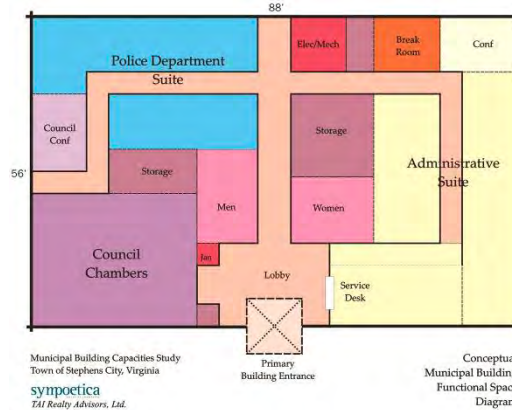 88'
Elec/Mech
Break
Room
Conf
Police Department
Suite
Council
Conf
Storage
Administrative
Suite
56'
Storage
Men
Women
Council
Chambers
Jan
Lobby
Service
Desk
Municipal Building Capacities Study
Town of Stephens City, Virginia
sympoetica
TAI Realty Advisors, Ltd.
Primary
Building Entrance
Conceptua
Municipal Building
Functional Spac
Diagram